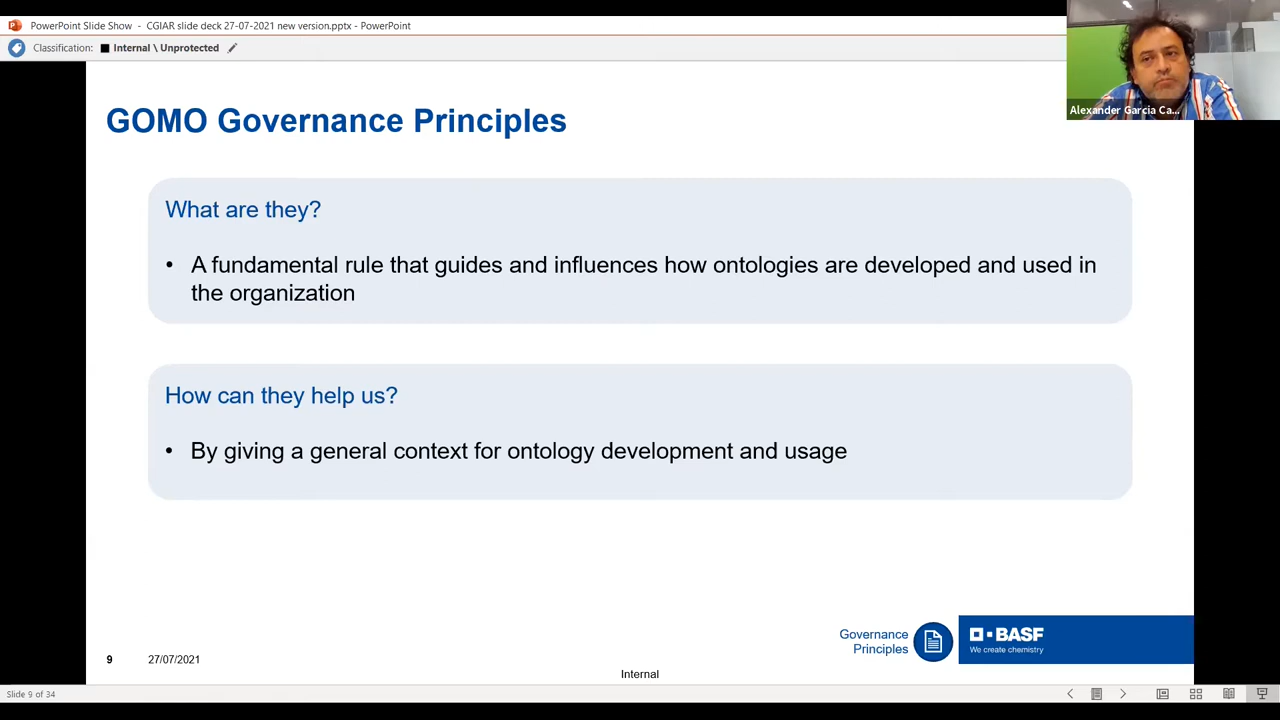 PowerPoint Slide Show - CGIAR slide deck 27-07-2021 new version.pptx - PowerPoint
Classification: Internal \ Unprotected
Alexander Garcia Ca...
GOMO Governance Principles
What are they?
• A fundamental rule that guides and influences how ontologies are developed and used in
the organization
How can they help us?
• By giving a general context for ontology development and usage
Governance
Principles
BASF
We create chemistry
9 27/07/2021
Internal
Slide 9 of 34